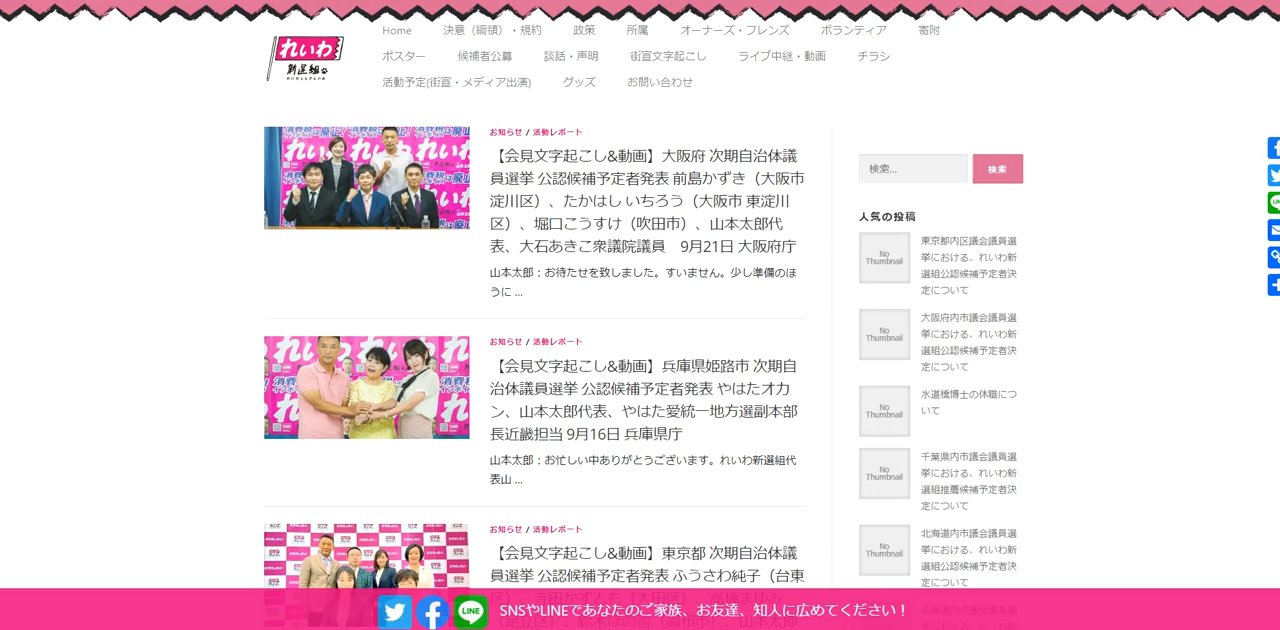 れいわ
新選組
Home 決意（綱領）・規約 政策 所属 オーナーズ・フレンズ ボランティア 寄附
ポスター 候補者公募 談話・声明 街宣文字起こし ライブ中継・動画 チラシ
活動予定(街宣・メディア出演) グッズ お問い合わせ
お知らせ / 活動レポート
【会見文字起こし&動画】大阪府 次期自治体議
員選挙 公認候補予定者発表 前島かずき（大阪市
淀川区）、たかはし いちろう（大阪市 東淀川
区）、堀口こうすけ（吹田市）、山本太郎代
表、大石あきこ衆議院議員　9月21日 大阪府庁
山本太郎：お待たせを致しました。すいません。少し準備のほ
うに ...
お知らせ / 活動レポート
【会見文字起こし&動画】兵庫県姫路市 次期自
治体議員選挙 公認候補予定者発表 やはたオカ
ン、山本太郎代表、やはた愛統一地方選副本部
長近畿担当 9月16日 兵庫県庁
山本太郎：お忙しい中ありがとうございます。れいわ新選組代
表山 ...
お知らせ / 活動レポート
【会見文字起こし&動画】東京都 次期自治体議
員選挙 公認候補予定者発表 ふうさわ純子（台東
検索...
検索
人気の投稿
No
Thumbnail
東京都内区議会議員選
挙における、れいわ新
選組公認候補予定者決
定について
No
Thumbnail
大阪府内市議会議員選
挙における、れいわ新
選組公認候補予定者決
定について
No
Thumbnail
水道橋博士の休職につ
いて
No
Thumbnail
千葉県内市議会議員選
挙における、れいわ新
選組推薦候補予定者決
定について
No
Thumbnail
北海道内市議会議員選
挙における、れいわ新
選組公認候補予定者決
定について
LINE
SNSやLINEであなたのご家族、お友達、知人に広めてください！